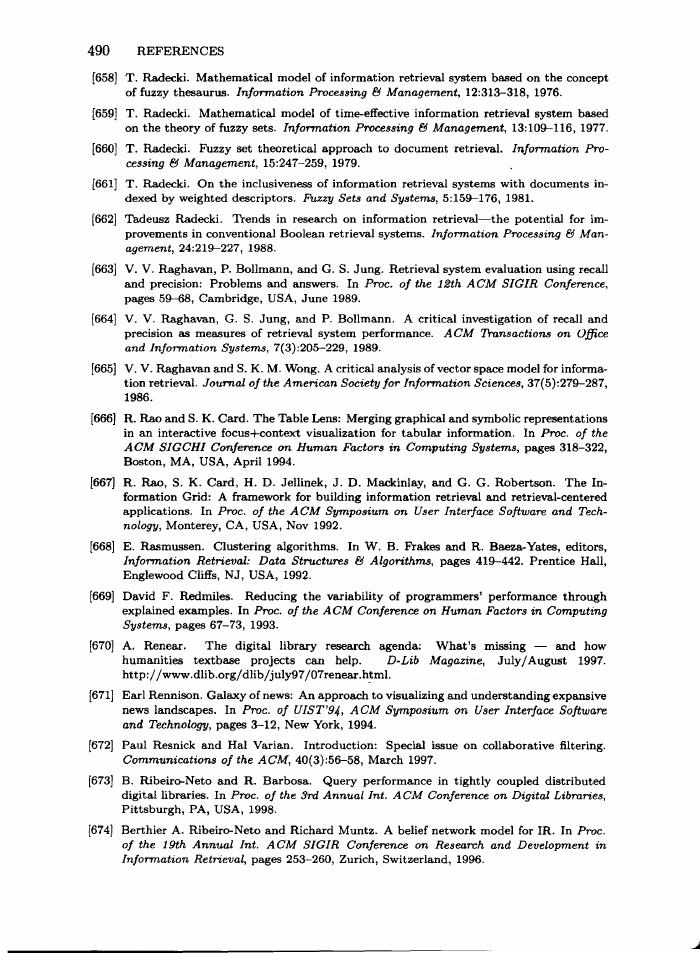 490 REFERENCES
[658] T. Radecki. Mathematical model of information retrieval system based on the concept
of fuzzy thesaurus. Information Processing & Management, 12:313–318, 1976.
[659] T. Radecki. Mathematical model of time-effective information retrieval system based
on the theory of fuzzy sets. Information Processing & Management, 13:109–116, 1977.
[660] T. Radecki. Fuzzy set theoretical approach to document retrieval. Information Pro-
cessing & Management, 15:247–259, 1979.
[661] T. Radecki. On the inclusiveness of information retrieval systems with documents in-
dexed by weighted descriptors. Fuzzy Sets and Systems, 5:159–176, 1981.
[662] Tadeusz Radecki. Trends in research on information retrieval—the potential for im-
provements in conventional Boolean retrieval systems. Information Processing & Man-
agement, 24:219–227, 1988.
[663] V. V. Raghavan, P. Bollmann, and G. S. Jung. Retrieval system evaluation using recall
and precision: Problems and answers. In Proc. of the 12th ACM SIGIR Conference,
pages 59–68, Cambridge, USA, June 1989.
[664] V. V. Raghavan, G. S. Jung, and P. Bollmann. A critical investigation of recall and
precision as measures of retrieval system performance. ACM Transactions on Office
and Information Systems, 7(3):205–229, 1989.
[665] V. V. Raghavan and S. K. M. Wong. A critical analysis of vector space model for informa-
tion retrieval. Journal of the American Society for Information Sciences, 37(5):279–287,
1986.
[666] R. Rao and S. K. Card. The Table Lens: Merging graphical and symbolic representations
in an interactive focus+context visualization for tabular information. In Proc. of the
ACM SIGCHI Conference on Human Factors in Computing Systems, pages 318–322,
Boston, MA, USA, April 1994.
[667] R. Rao, S. K. Card, H. D. Jellinek, J. D. Mackinlay, and G. G. Robertson. The In-
formation Grid: A framework for building information retrieval and retrieval-centered
applications. In Proc. of the ACM Symposium on User Interface Software and Tech-
nology, Monterey, CA, USA, Nov 1992.
[668] E. Rasmussen. Clustering algorithms. In W. B. Frakes and R. Baeza-Yates, editors,
Information Retrieval: Data Structures & Algorithms, pages 419–442. Prentice Hall,
Englewood Cliffs, NJ, USA, 1992.
[669] David F. Redmiles. Reducing the variability of programmers' performance through
explained examples. In Proc. of the ACM Conference on Human Factors in Computing
Systems, pages 67–73, 1993.
[670] A. Renear. The digital library research agenda: What's missing — and how
humanities textbase projects can help. D-Lib Magazine, July/August 1997.
http://www.dlib.org/dlib/july97/07renear.html.
[671] Earl Rennison. Galaxy of news: An approach to visualizing and understanding expansive
news landscapes. In Proc. of UIST'94, ACM Symposium on User Interface Software
and Technology, pages 3–12, New York, 1994.
[672] Paul Resnick and Hal Varian. Introduction: Special issue on collaborative filtering.
Communications of the ACM, 40(3):56–58, March 1997.
[673] B. Ribeiro-Neto and R. Barbosa. Query performance in tightly coupled distributed
digital libraries. In Proc. of the 3rd Annual Int. ACM Conference on Digital Libraries,
Pittsburgh, PA, USA, 1998.
[674] Berthier A. Ribeiro-Neto and Richard Muntz. A belief network model for IR. In Proc.
of the 19th Annual Int. ACM SIGIR Conference on Research and Development in
Information Retrieval, pages 253–260, Zurich, Switzerland, 1996.